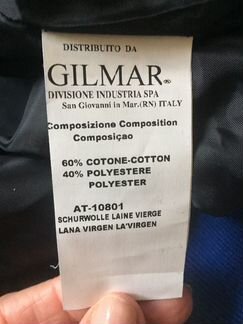 DISTRIBUITO DA
GILMAR®
DIVISIONE INDUSTRIA SPA
San Giovanni in Mar.(RN) ITALY
Composizione Composition
Composiçao
60% COTONE-COTTON
40% POLYESTERE
POLYESTER
AT-10801
SCHURWOLLE LAINE VIERGE
LANA VIRGEN LA'VIRGEN